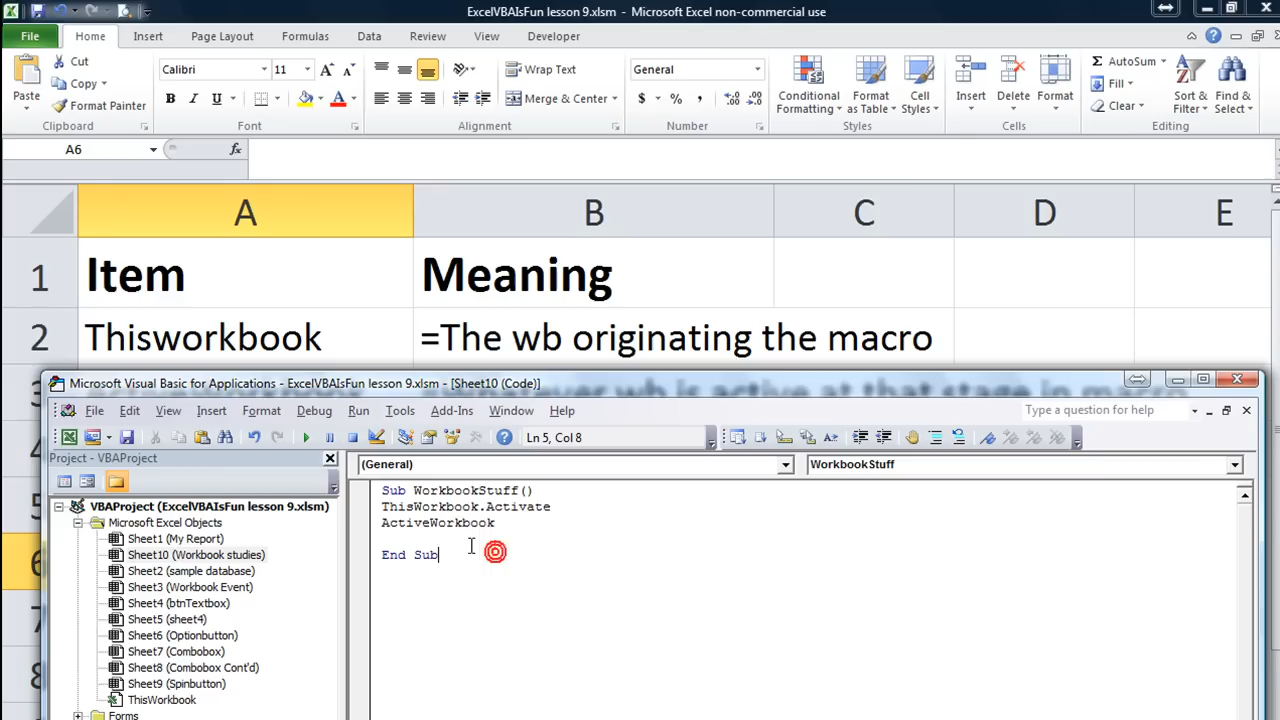 ExcelVBAIsFun lesson 9.xlsm - Microsoft Excel non-commercial use
File Home Insert Page Layout Formulas Data Review View Developer
Cut
Copy
Format Painter
Paste
Clipboard
Calibri 11
B I U
Font
Wrap Text
Merge & Center
Alignment
General
$ % ,
Number
Conditional Formatting
Format as Table
Cell Styles
Styles
Insert Delete Format
Cells
AutoSum
Fill
Clear
Sort & Filter
Find & Select
Editing
A6 fx
A B C D E
1 Item Meaning
2 Thisworkbook =The wb originating the macro
Microsoft Visual Basic for Applications - ExcelVBAIsFun lesson 9.xlsm - [Sheet10 (Code)]
File Edit View Insert Format Debug Run Tools Add-Ins Window Help Type a question for help
Ln 5, Col 8
Project - VBAProject
(General) WorkbookStuff
VBAProject (ExcelVBAIsFun lesson 9.xlsm)
Microsoft Excel Objects
Sheet1 (My Report)
Sheet10 (Workbook studies)
Sheet2 (sample database)
Sheet3 (Workbook Event)
Sheet4 (btnTextbox)
Sheet5 (sheet4)
Sheet6 (Optionbutton)
Sheet7 (Combobox)
Sheet8 (Combobox Cont'd)
Sheet9 (Spinbutton)
ThisWorkbook
Forms
Sub WorkbookStuff()
ThisWorkbook.Activate
ActiveWorkbook
End Sub
6
8